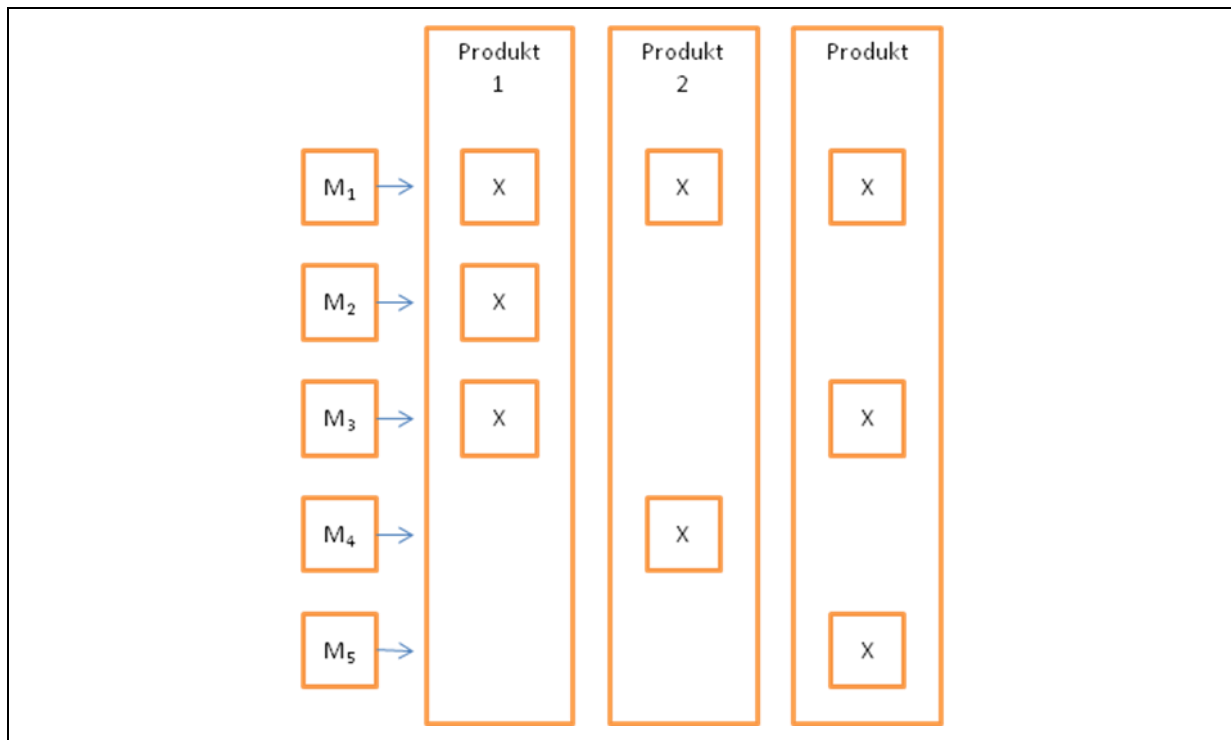 Produkt
1
Produkt
2
Produkt
M₁ X X X
M₂ X
M₃ X X
M₄ X
M₅ X